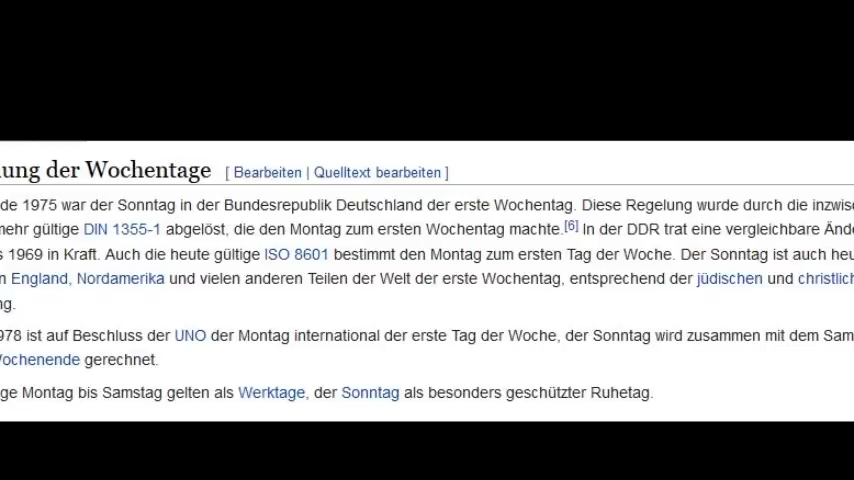 ung der Wochentage [ Bearbeiten | Quelltext bearbeiten ]
de 1975 war der Sonntag in der Bundesrepublik Deutschland der erste Wochentag. Diese Regelung wurde durch die inzwis
mehr gültige DIN 1355-1 abgelöst, die den Montag zum ersten Wochentag machte.[6] In der DDR trat eine vergleichbare Ände
s 1969 in Kraft. Auch die heute gültige ISO 8601 bestimmt den Montag zum ersten Tag der Woche. Der Sonntag ist auch heu
n England, Nordamerika und vielen anderen Teilen der Welt der erste Wochentag, entsprechend der jüdischen und christlich
ng.
978 ist auf Beschluss der UNO der Montag international der erste Tag der Woche, der Sonntag wird zusammen mit dem Sam
Wochenende gerechnet.
ge Montag bis Samstag gelten als Werktage, der Sonntag als besonders geschützter Ruhetag.